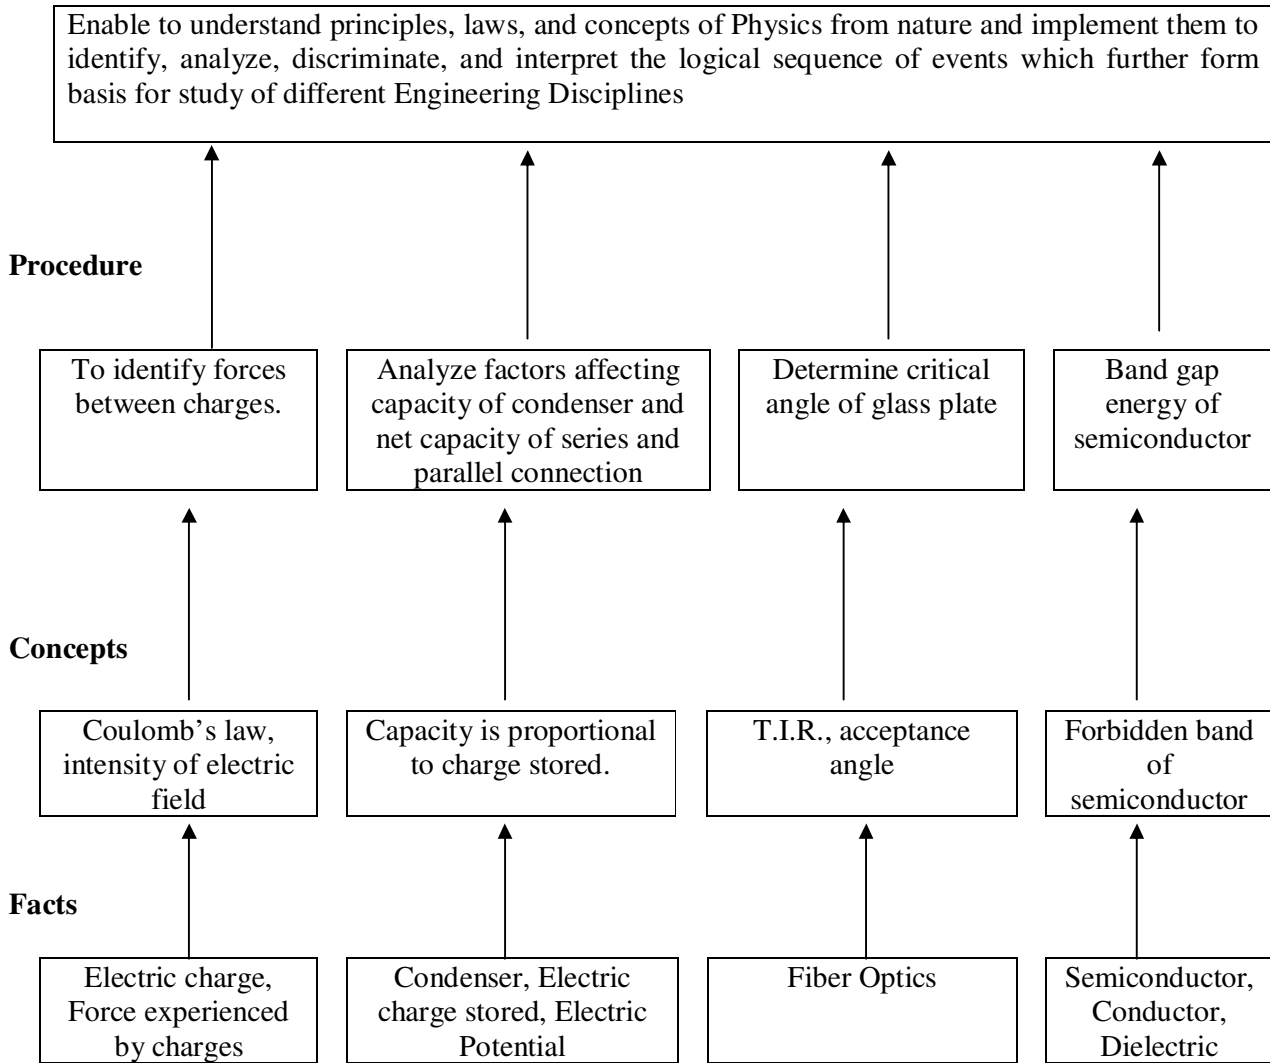 Enable to understand principles, laws, and concepts of Physics from nature and implement them to
identify, analyze, discriminate, and interpret the logical sequence of events which further form
basis for study of different Engineering Disciplines
Procedure
To identify forces
between charges.
Analyze factors affecting
capacity of condenser and
net capacity of series and
parallel connection
Determine critical
angle of glass plate
Band gap
energy of
semiconductor
Concepts
Coulomb’s law,
intensity of electric
field
Capacity is proportional
to charge stored.
T.I.R., acceptance
angle
Forbidden band
of
semiconductor
Facts
Electric charge,
Force experienced
by charges
Condenser, Electric
charge stored, Electric
Potential
Fiber Optics
Semiconductor,
Conductor,
Dielectric